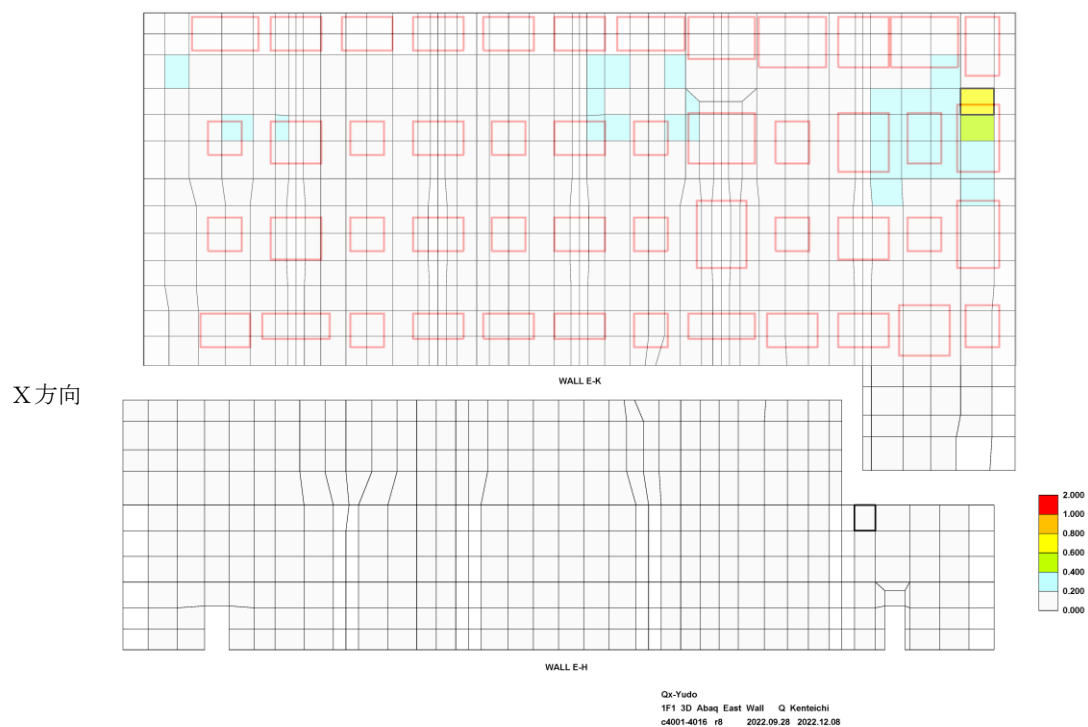 WALL E-K
X方向
2.000
1.000
0.800
0.600
0.400
0.200
0.000
WALL E-H
Qx-Yudo
1F1 3D Abaq East Wall Q Kenteichi
c4001-4016 r8 2022.09.28 2022.12.08